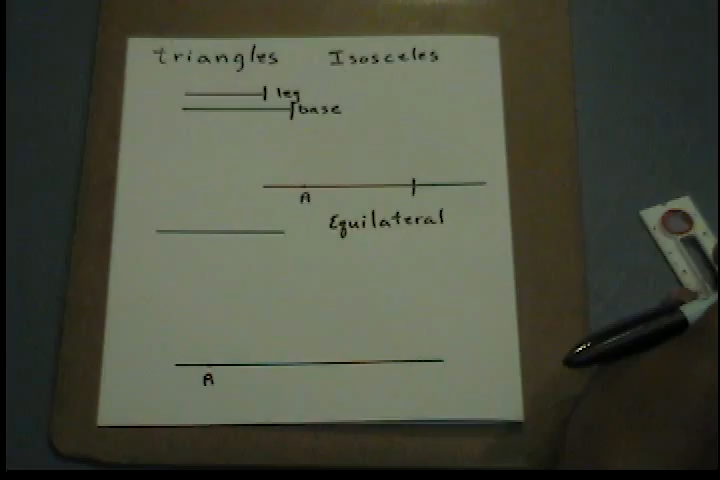 triangles Isosceles
leg
base
A
Equilateral
A